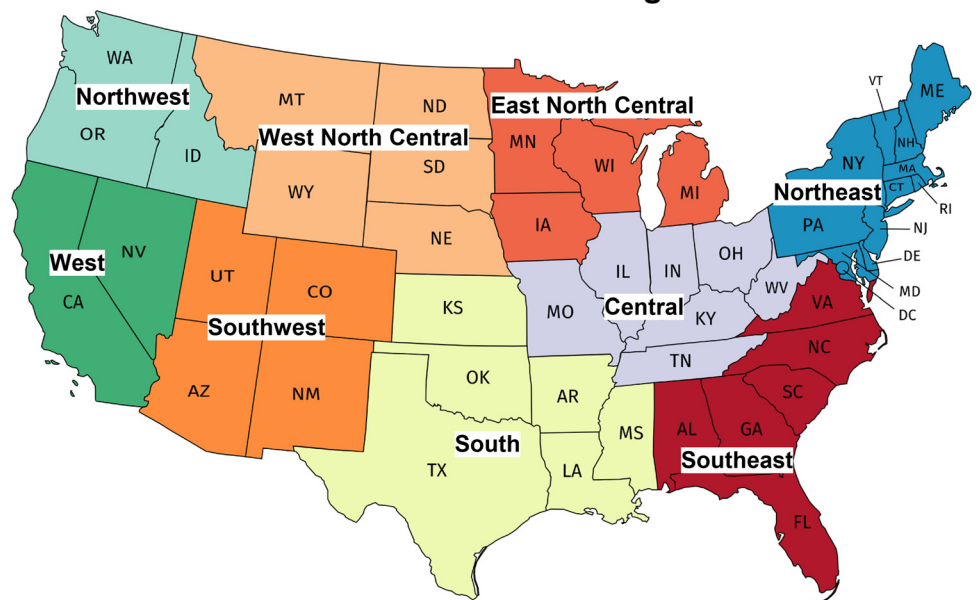 g
WA
Northwest
OR
ID
MT
ND
West North Central
SD
WY
NE
East North Central
MN
WI
MI
IA
VT
ME
NH
NY
MA
Northeast
CT
RI
PA
NJ
DE
MD
DC
West
NV
CA
UT
CO
Southwest
AZ
NM
KS
OK
AR
South
TX
LA
MS
IL
IN
OH
WV
Central
MO
KY
TN
VA
NC
SC
AL
GA
Southeast
FL